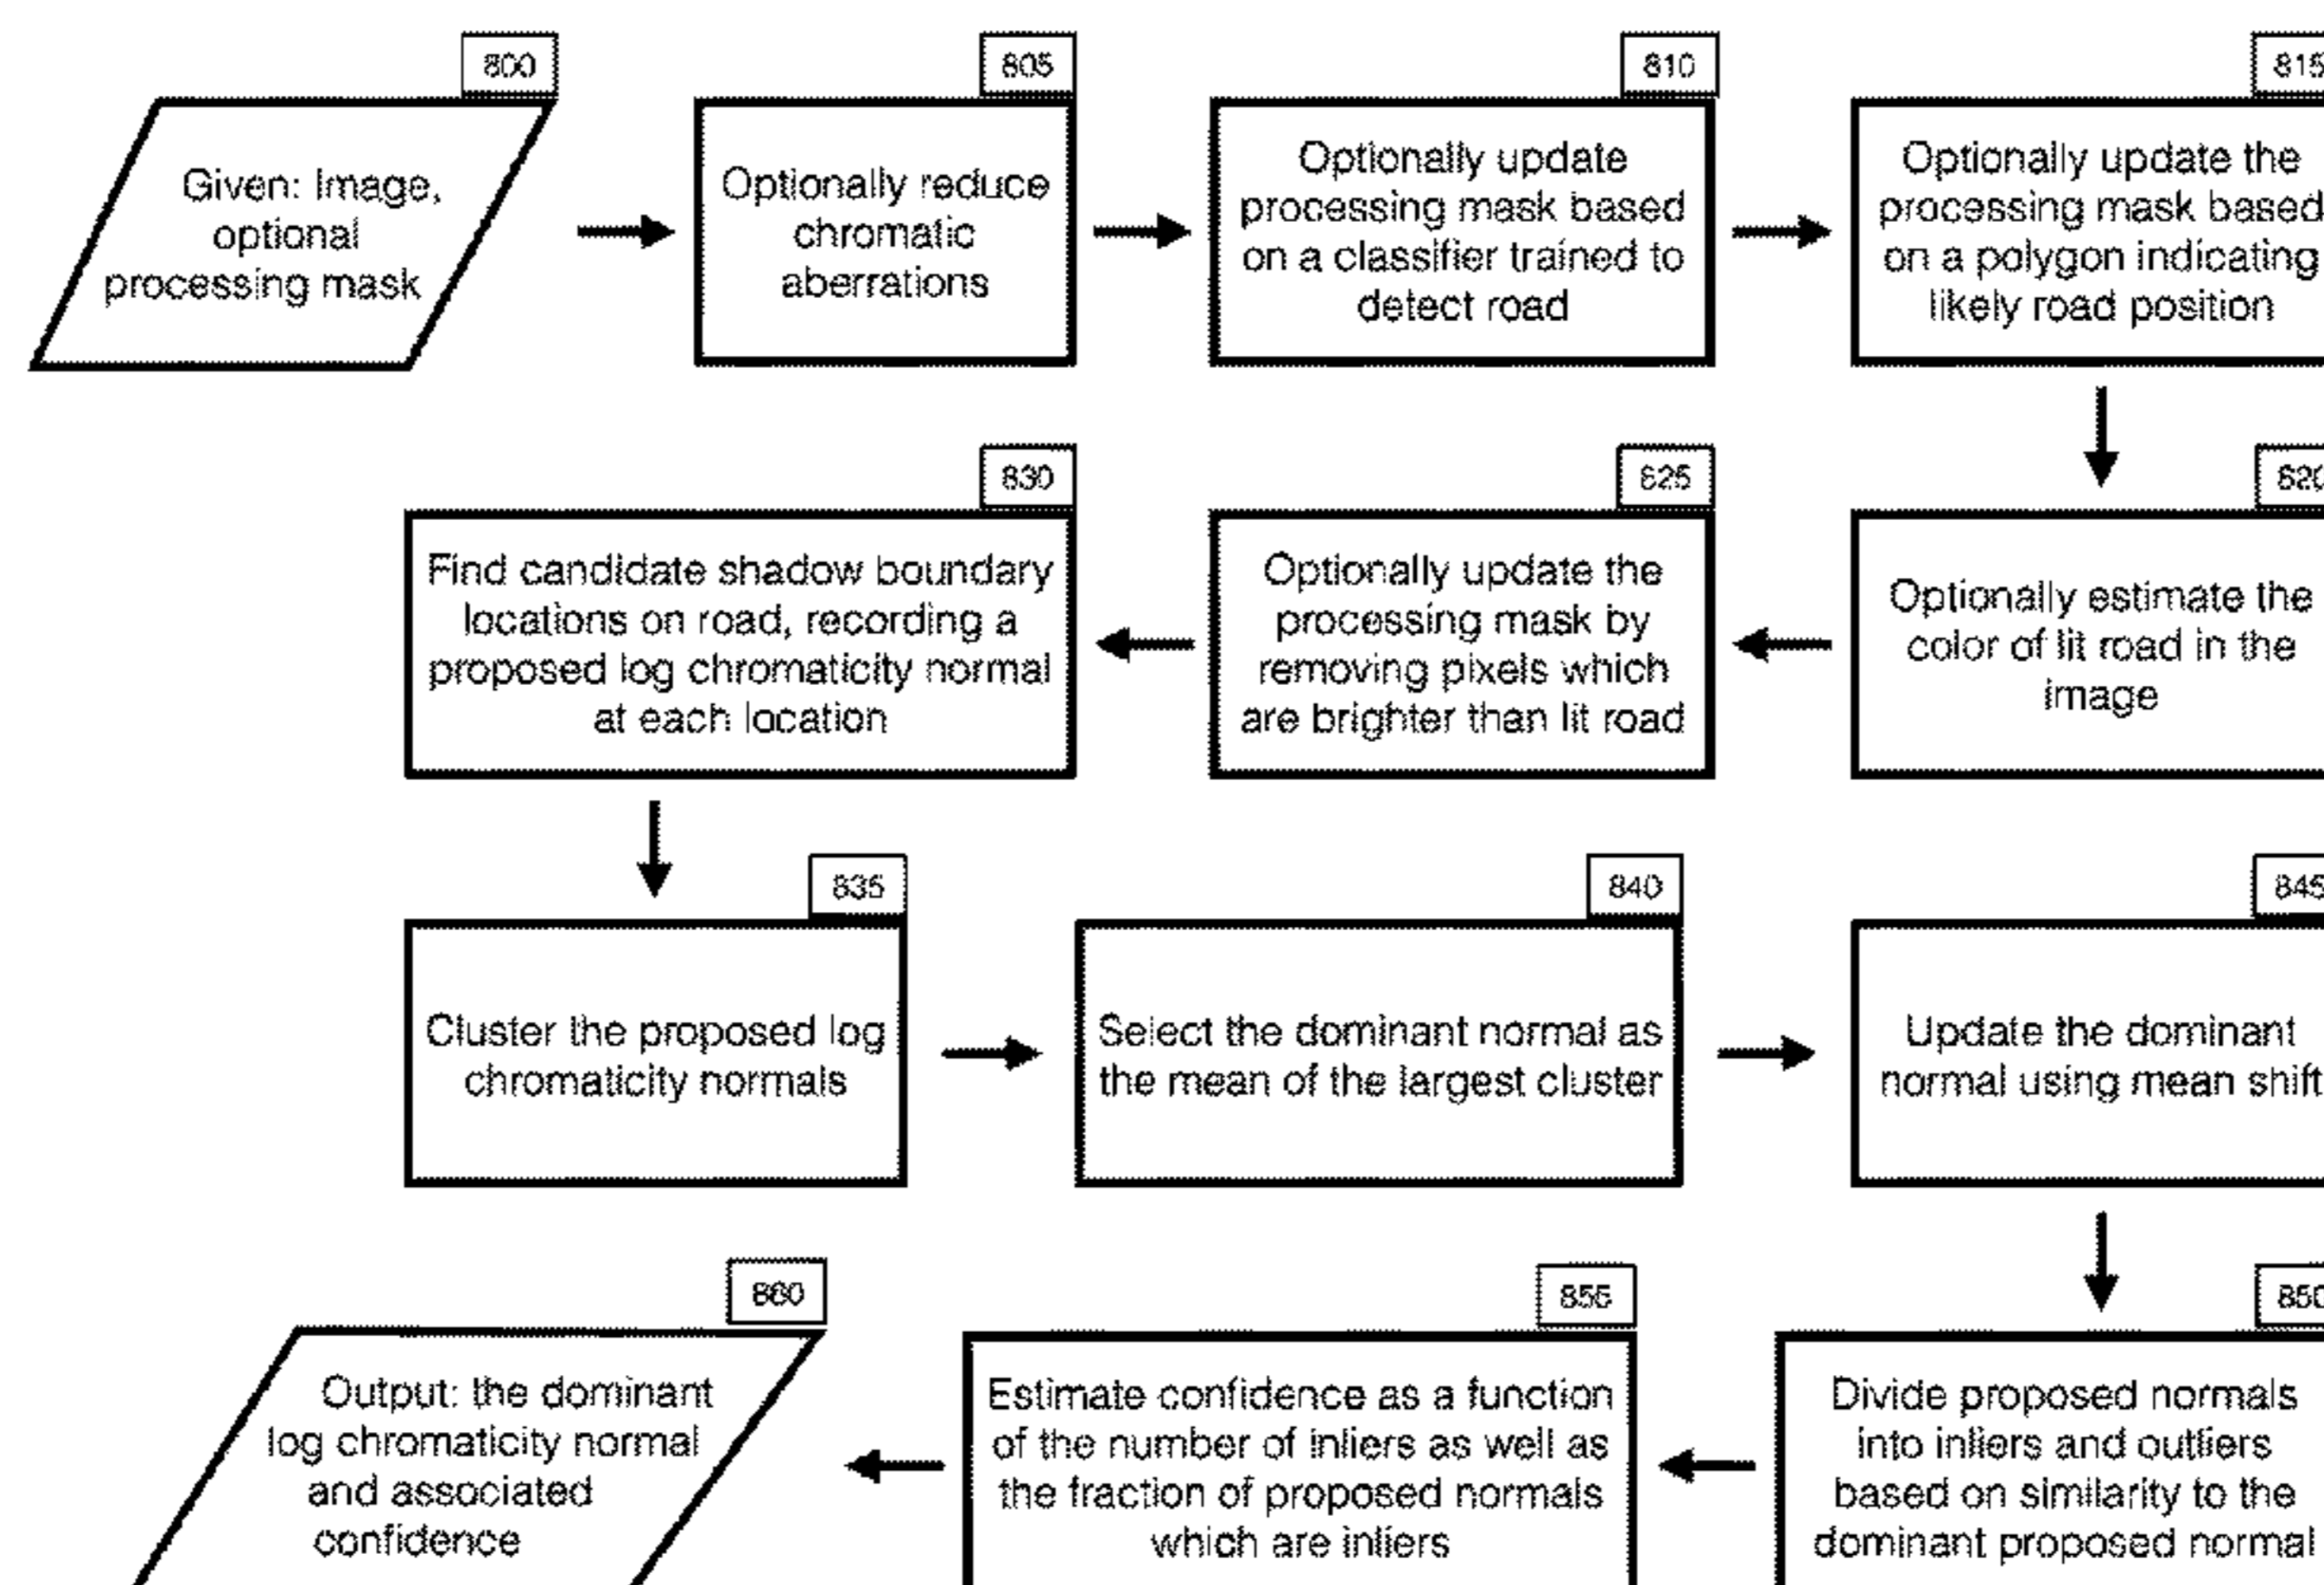 800
Given: Image,
optional
processing mask
805
Optionally reduce
chromatic
aberrations
810
Optionally update
processing mask based
on a classifier trained to
detect road
815
Optionally update the
processing mask based
on a polygon indicating
likely road position
820
Optionally estimate the
color of lit road in the
image
825
Optionally update the
processing mask by
removing pixels which
are brighter than lit road
830
Find candidate shadow boundary
locations on road, recording a
proposed log chromaticity normal
at each location
835
Cluster the proposed log
chromaticity normals
840
Select the dominant normal as
the mean of the largest cluster
845
Update the dominant
normal using mean shift
850
Divide proposed normals
into inliers and outliers
based on similarity to the
dominant proposed normal
855
Estimate confidence as a function
of the number of inliers as well as
the fraction of proposed normals
which are inliers
860
Output: the dominant
log chromaticity normal
and associated
confidence